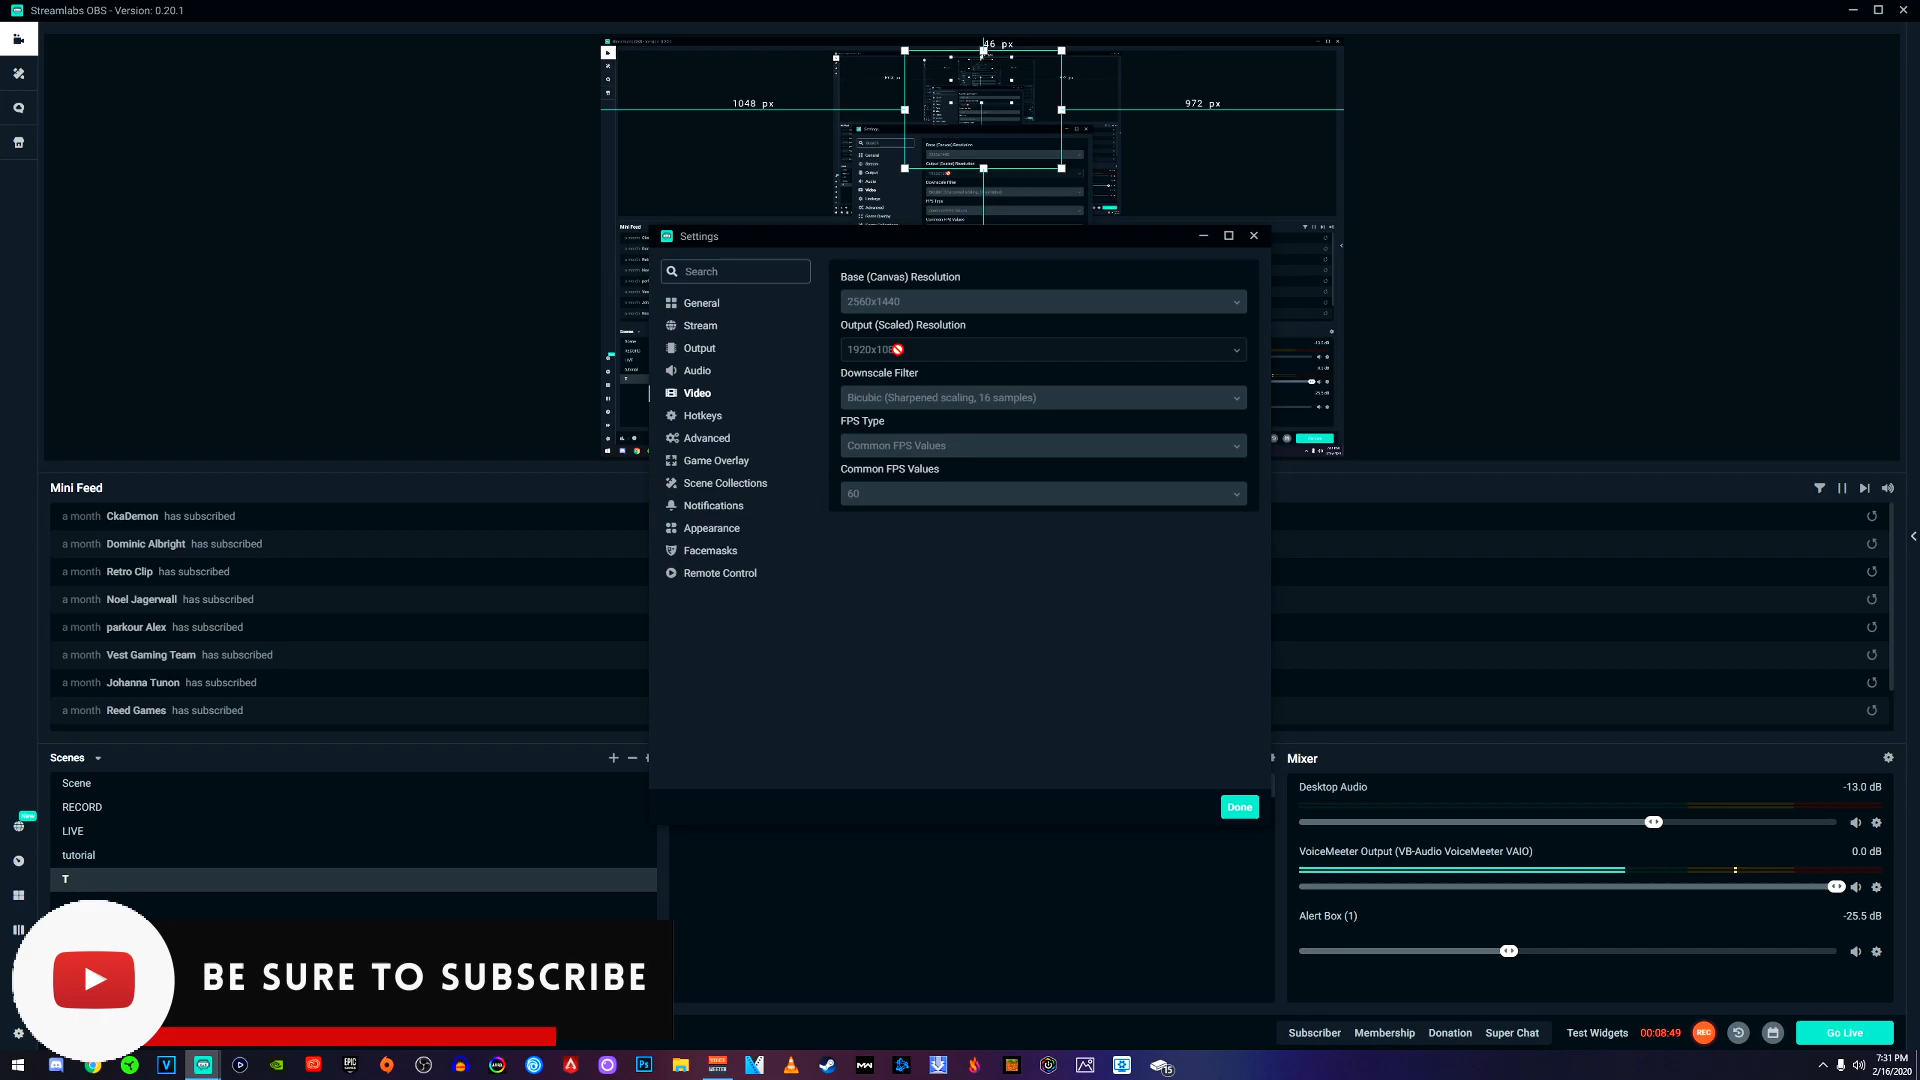 Streamlabs OBS - Version: 0.20.1
46 px
1048 px
972 px
Settings
Search
General
Stream
Output
Audio
Video
Hotkeys
Advanced
Game Overlay
Scene Collections
Notifications
Appearance
Facemasks
Remote Control
Base (Canvas) Resolution
2560x1440
Output (Scaled) Resolution
1920x108
Downscale Filter
Bicubic (Sharpened scaling, 16 samples)
FPS Type
Common FPS Values
Common FPS Values
60
Done
Mini Feed
a month CkaDemon has subscribed
a month Dominic Albright has subscribed
a month Retro Clip has subscribed
a month Noel Jagerwall has subscribed
a month parkour Alex has subscribed
a month Vest Gaming Team has subscribed
a month Johanna Tunon has subscribed
a month Reed Games has subscribed
Scenes
Scene
RECORD
LIVE
tutorial
T
New
Mixer
Desktop Audio -13.0 dB
VoiceMeeter Output (VB-Audio VoiceMeeter VAIO) 0.0 dB
Alert Box (1) -25.5 dB
BE SURE TO SUBSCRIBE
Subscriber Membership Donation Super Chat Test Widgets 00:08:49 REC Go Live
7:31 PM
2/16/2020